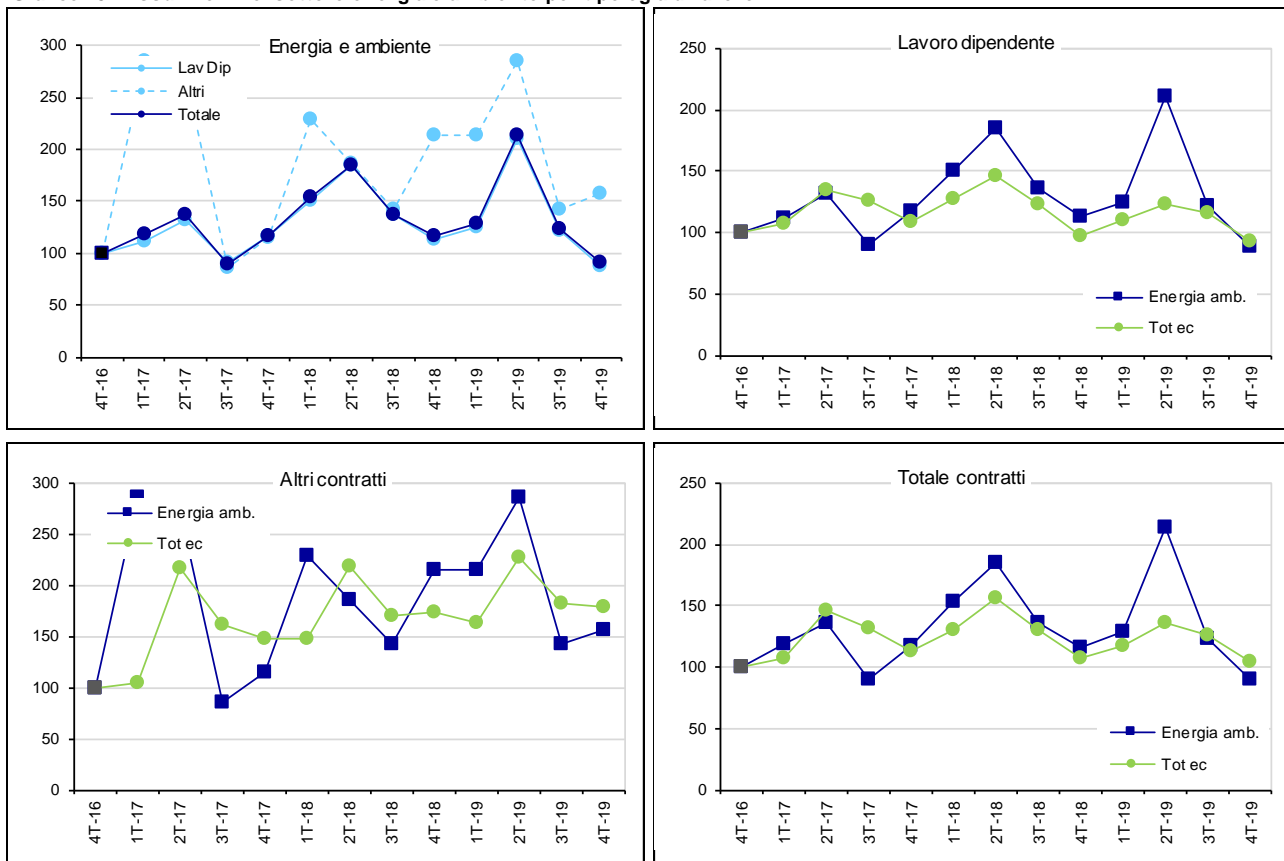 Energia e ambiente
300
250
200
150
100
50
0
Lav Dip
Altri
Totale
4T-16
1T-17
2T-17
3T-17
4T-17
1T-18
2T-18
3T-18
4T-18
1T-19
2T-19
3T-19
4T-19
Lavoro dipendente
250
200
150
100
50
0
Energia amb.
Tot ec
4T-16
1T-17
2T-17
3T-17
4T-17
1T-18
2T-18
3T-18
4T-18
1T-19
2T-19
3T-19
4T-19
Altri contratti
300
250
200
150
100
50
0
Energia amb.
Tot ec
4T-16
1T-17
2T-17
3T-17
4T-17
1T-18
2T-18
3T-18
4T-18
1T-19
2T-19
3T-19
4T-19
Totale contratti
250
200
150
100
50
0
Energia amb.
Tot ec
4T-16
1T-17
2T-17
3T-17
4T-17
1T-18
2T-18
3T-18
4T-18
1T-19
2T-19
3T-19
4T-19